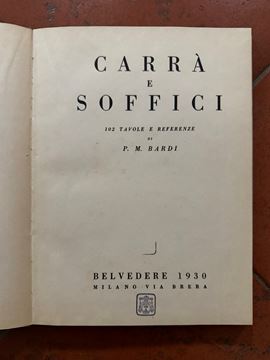 CARRÀ
E
SOFFICI
102 TAVOLE E REFERENZE
DI
P. M. BARDI
BELVEDERE 1930
MILANO VIA BRERA